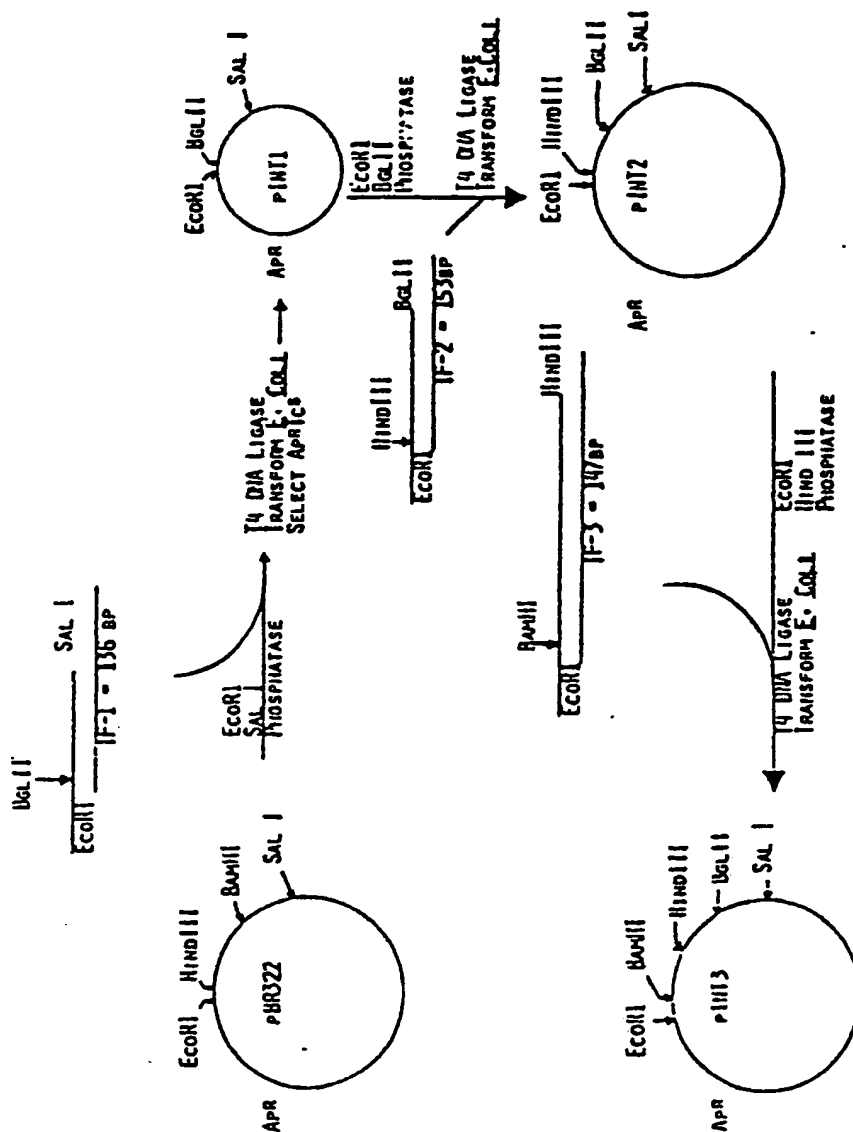 BGL II
ECORI SAL I
IF-1 = 136 BP
ECORI HINDIII
BAMHI
SAL I
PBR322
APR
ECORI
SAL
PHOSPHATASE
T4 DNA LIGASE
TRANSFORM E. COLI
SELECT APRTCS
ECORI BGLII
SAL I
PINT1
APR
ECORI
BGLII
PHOSPHATASE
HINDIII
BGLII
ECORI
IF-2 = 153BP
T4 DNA LIGASE
TRANSFORM E. COLI
BAMHI
HINDIII
ECORI
IF-3 = 147BP
ECORI HINDIII
BGLII
SALI
PINT2
APR
ECORI
HIND III
PHOSPHATASE
T4 DNA LIGASE
TRANSFORM E. COLI
ECORI BAMHI
HINDIII
BGLII
SAL I
PINT3
APR